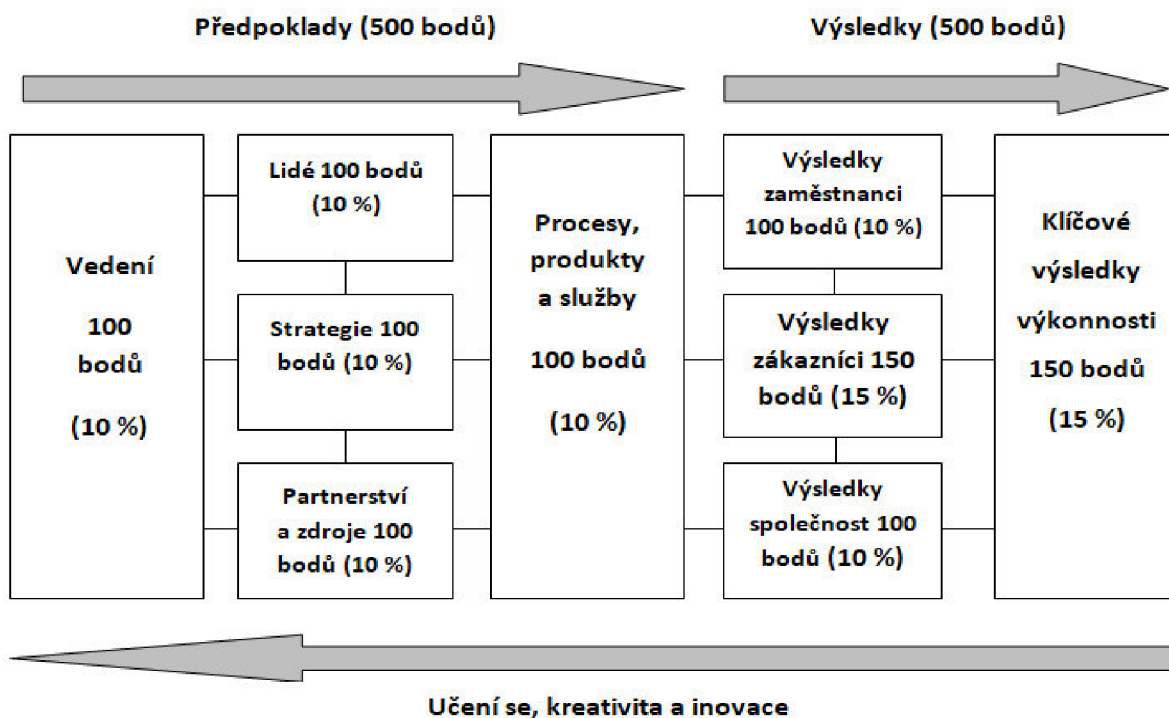 Předpoklady (500 bodů)
Výsledky (500 bodů)
Vedení
100
bodů
(10 %)
Lidé 100 bodů
(10 %)
Strategie 100
bodů (10 %)
Partnerství
a zdroje 100
bodů (10 %)
Procesy,
produkty
a služby
100 bodů
(10 %)
Výsledky
zaměstnanci
100 bodů (10 %)
Výsledky
zákazníci 150
bodů (15 %)
Výsledky
společnost 100
bodů (10 %)
Klíčové
výsledky
výkonnosti
150 bodů
(15 %)
Učení se, kreativita a inovace